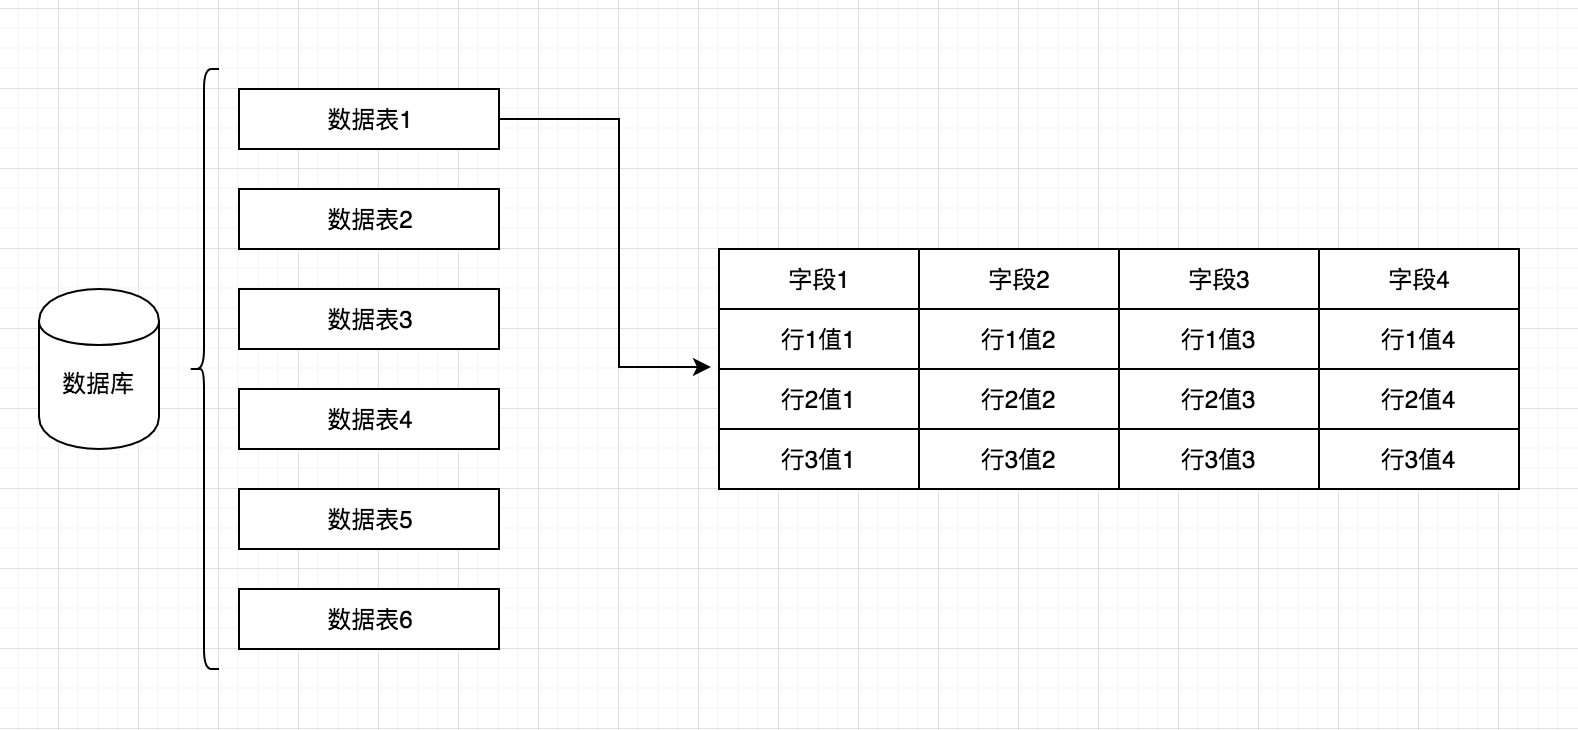 数据库
数据表1
数据表2
数据表3
数据表4
数据表5
数据表6
字段1 字段2 字段3 字段4
行1值1 行1值2 行1值3 行1值4
行2值1 行2值2 行2值3 行2值4
行3值1 行3值2 行3值3 行3值4